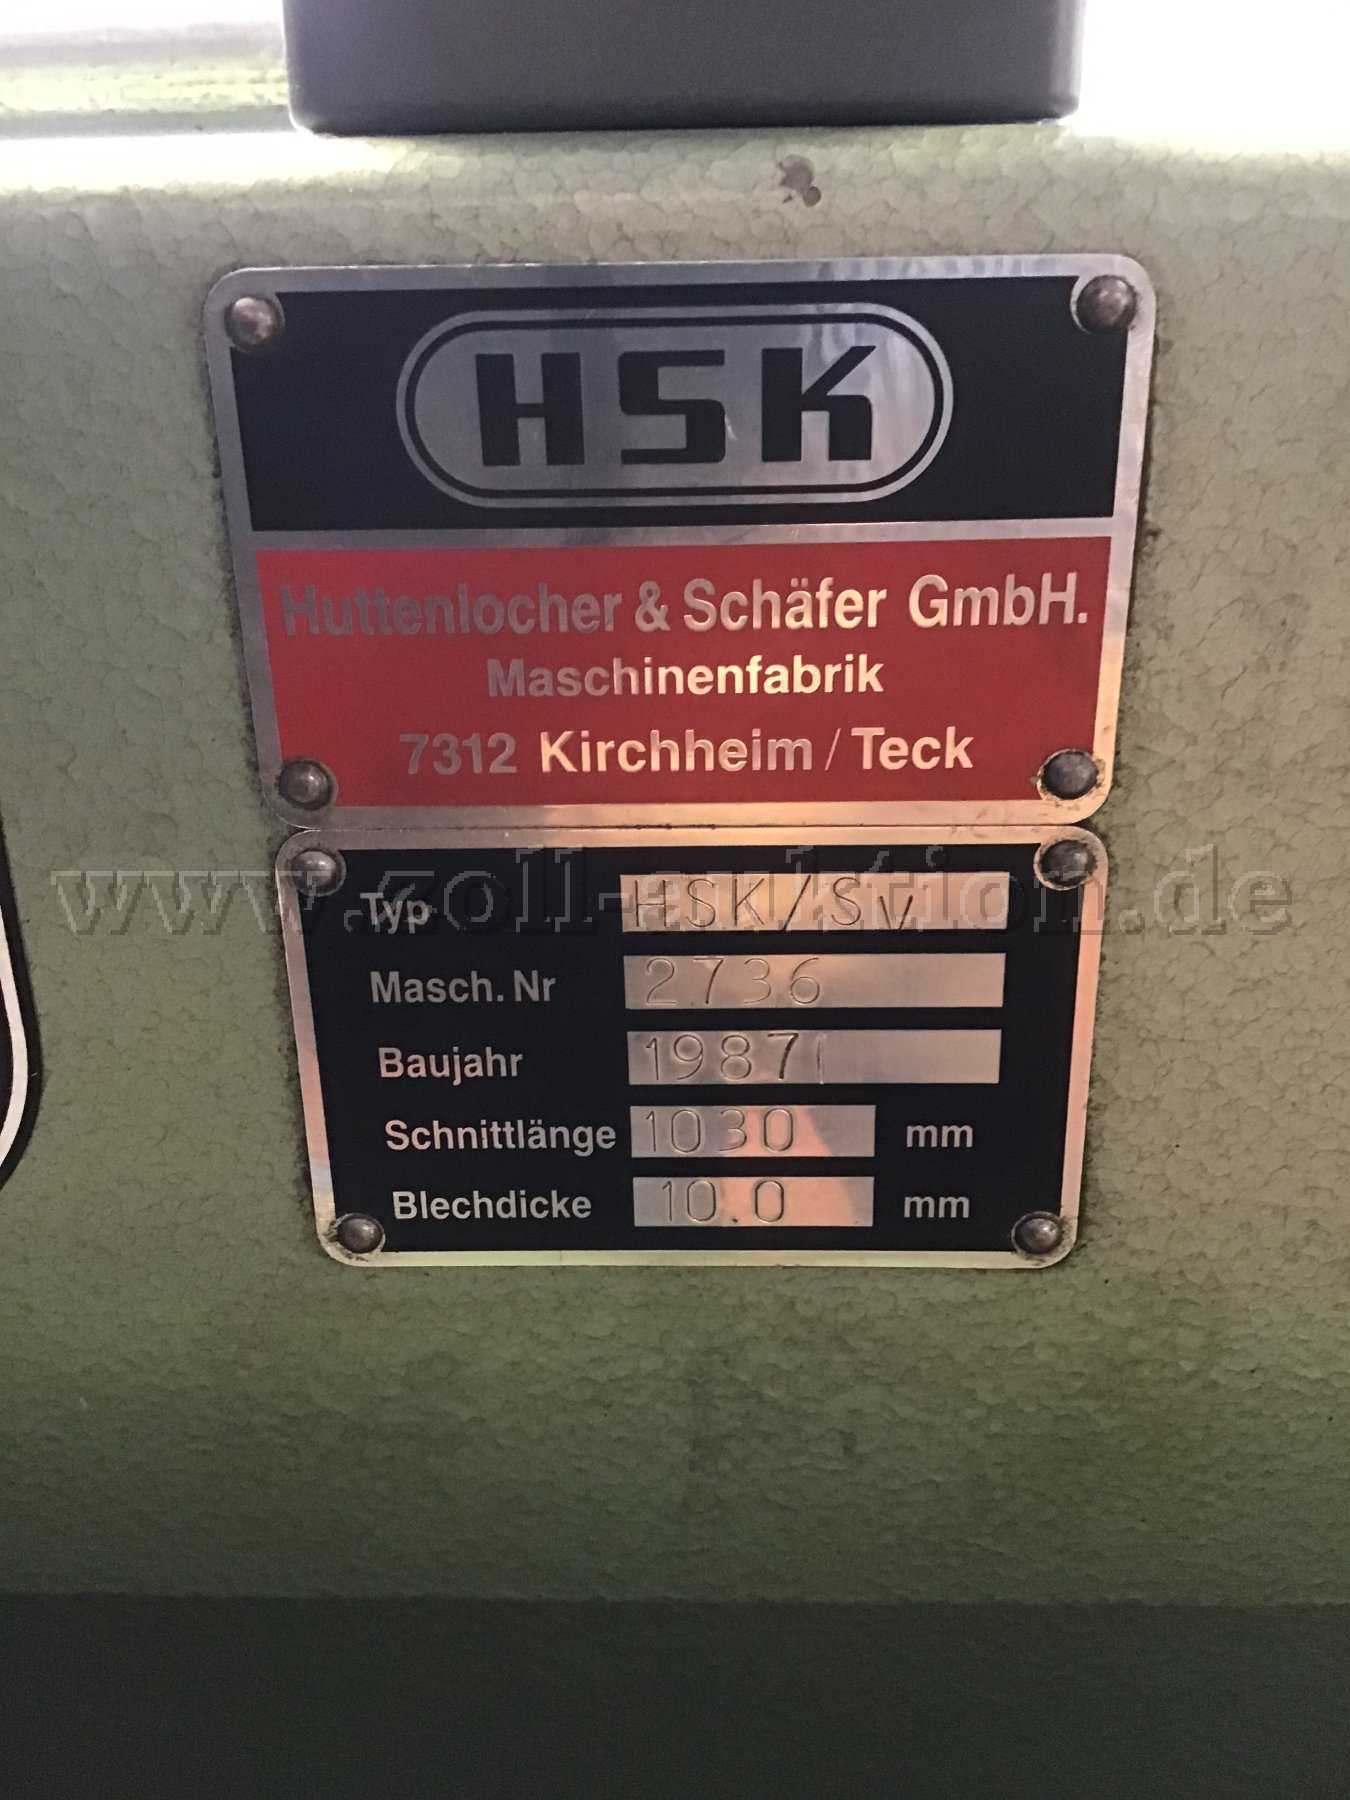 HSK
Huttenlocher & Schäfer GmbH.
Maschinenfabrik
7312 Kirchheim / Teck
www.zoll-auktion.de
Typ HSK/Sv
Masch. Nr 2736
Baujahr 1987
Schnittlänge 1030 mm
Blechdicke 10.0 mm